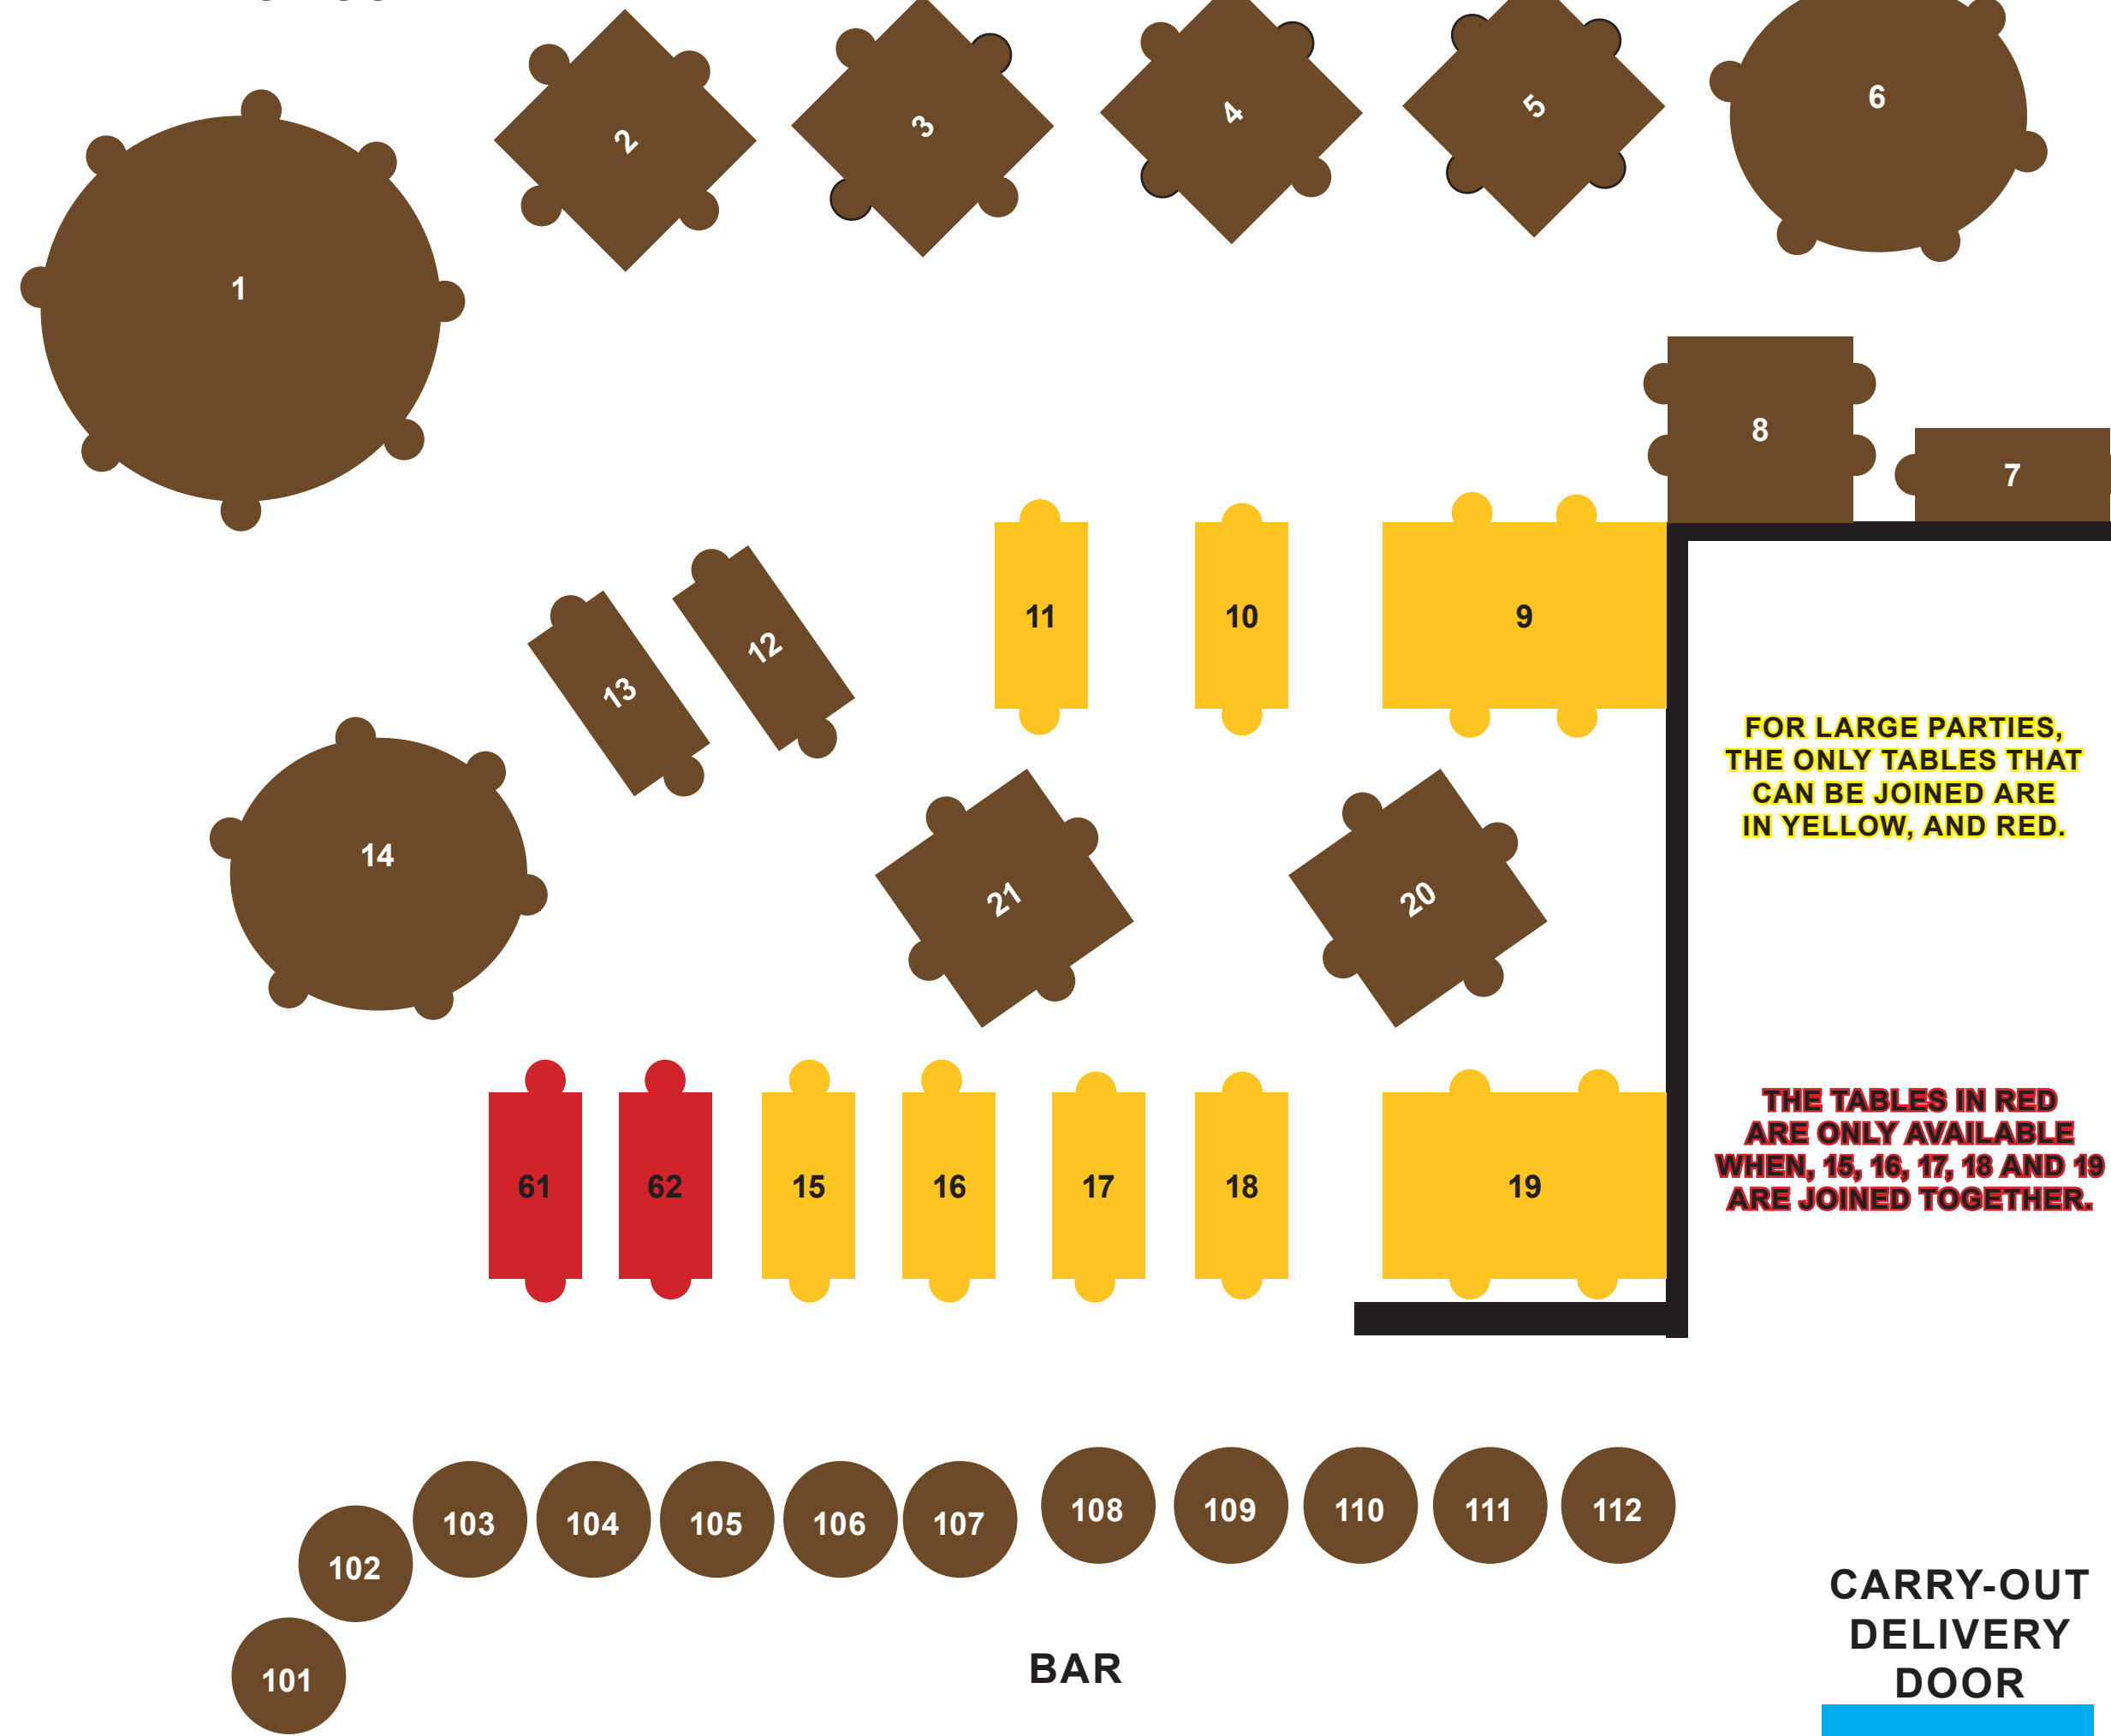 1
2
3
4
5
6
8
7
11
10
9
12
13
14
21
20
FOR LARGE PARTIES,
THE ONLY TABLES THAT
CAN BE JOINED ARE
IN YELLOW, AND RED.
61
62
15
16
17
18
19
THE TABLES IN RED
ARE ONLY AVAILABLE
WHEN, 15, 16, 17, 18 AND 19
ARE JOINED TOGETHER.
101
102
103
104
105
106
107
108
109
110
111
112
BAR
CARRY-OUT
DELIVERY
DOOR